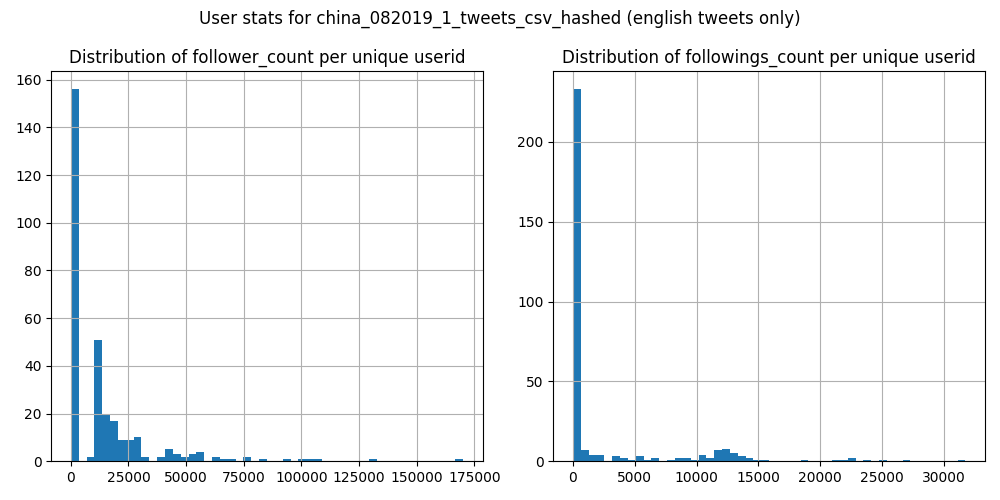 User stats for china_082019_1_tweets_csv_hashed (english tweets only)
Distribution of follower_count per unique userid
160
140
120
100
80
60
40
20
0
0 25000 50000 75000 100000 125000 150000 175000
Distribution of followings_count per unique userid
200
150
100
50
0
0 5000 10000 15000 20000 25000 30000